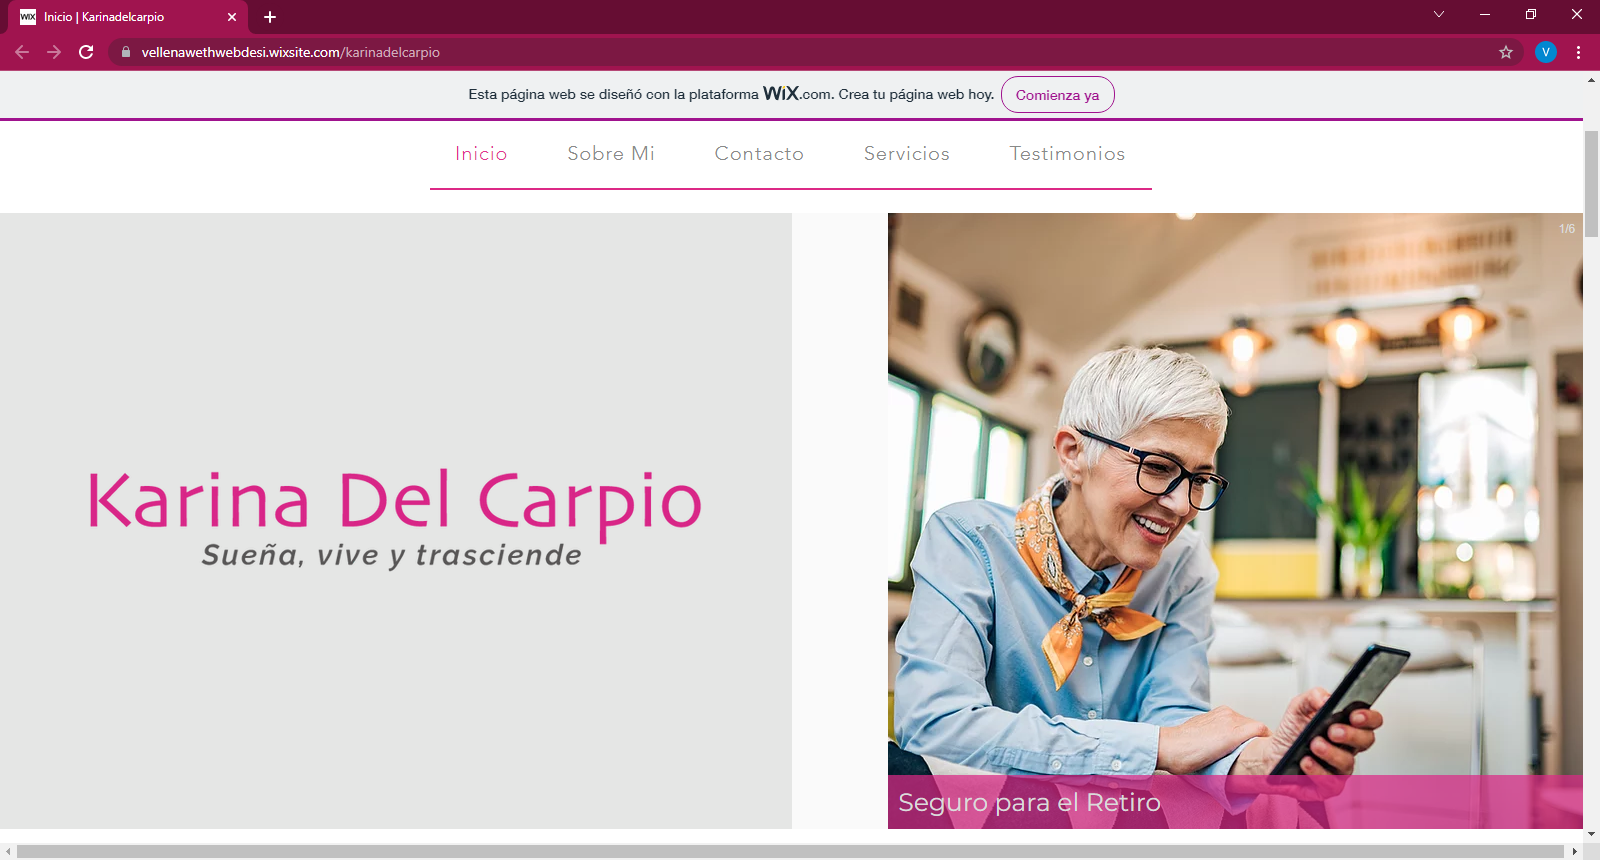 WiX Inicio | Karinadelcarpio
vellenawethwebdesi.wixsite.com/karinadelcarpio
V
Esta página web se diseñó con la plataforma WiX.com. Crea tu página web hoy. Comienza ya
Inicio Sobre Mi Contacto Servicios Testimonios
1/6
Karina Del Carpio
Sueña, vive y trasciende
Seguro para el Retiro